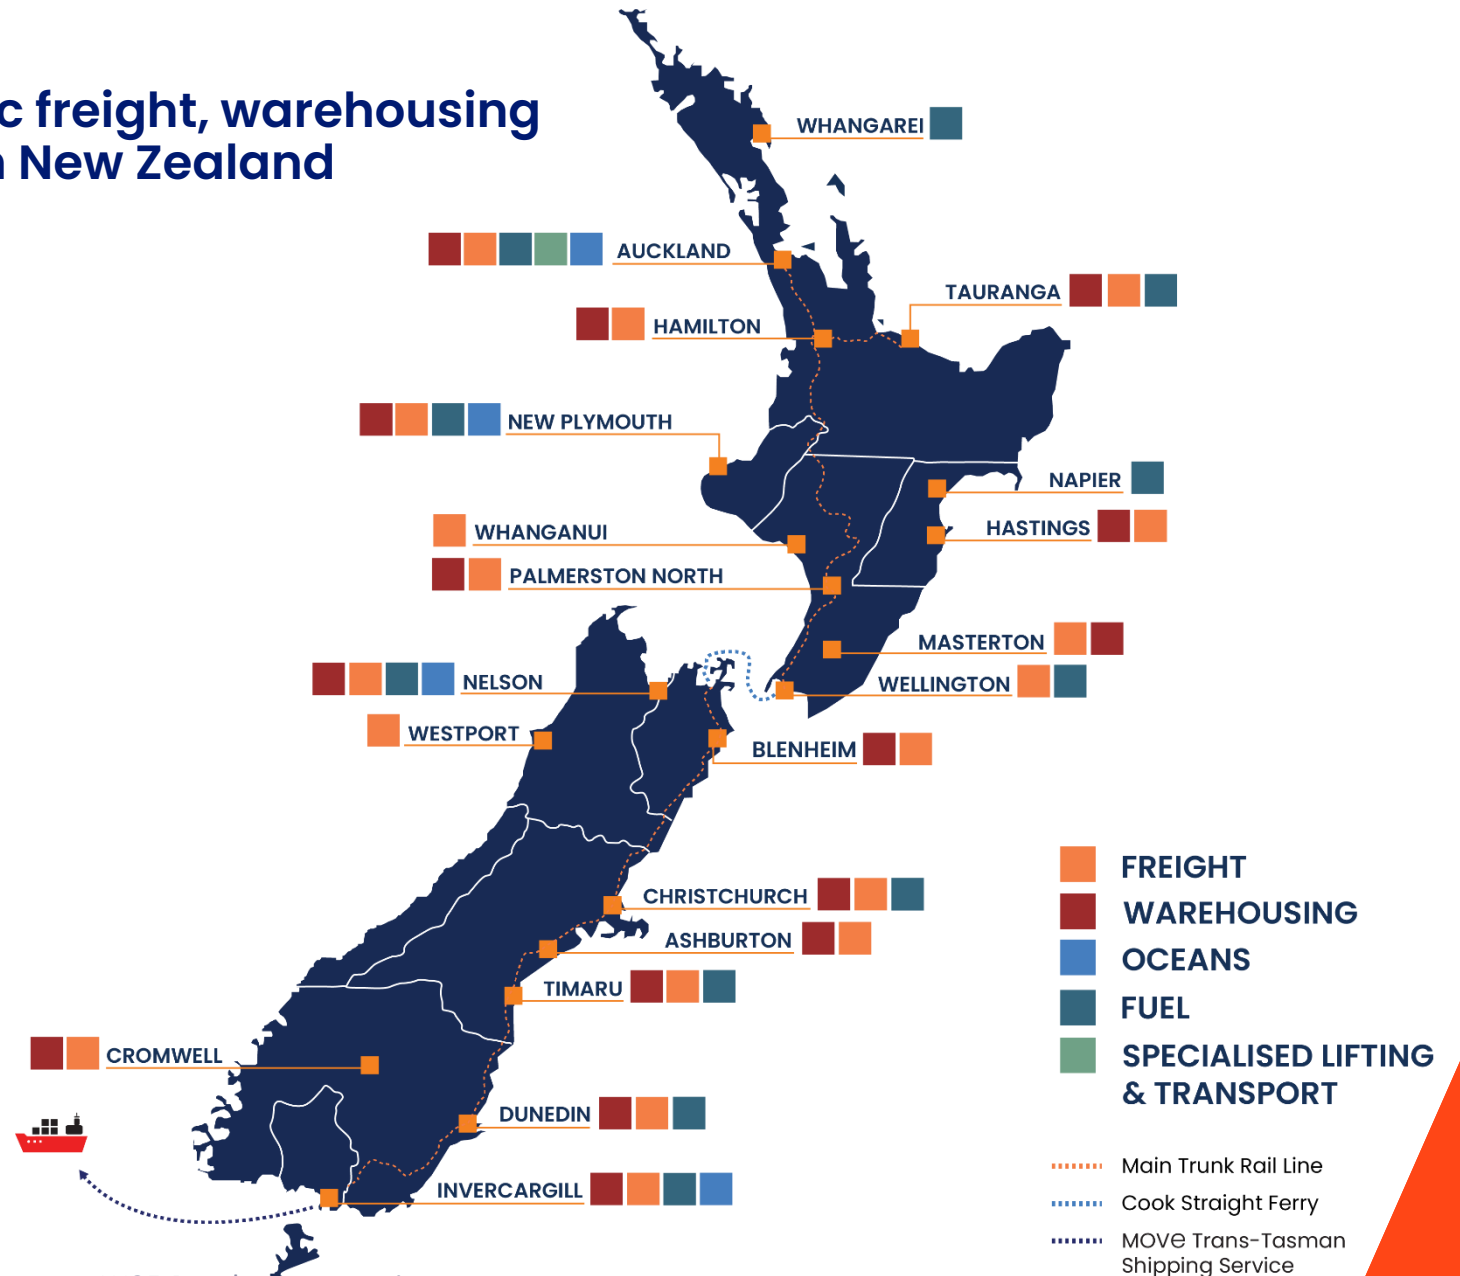 c freight, warehousing
n New Zealand
WHANGAREI
AUCKLAND
TAURANGA
HAMILTON
NEW PLYMOUTH
NAPIER
HASTINGS
WHANGANUI
PALMERSTON NORTH
MASTERTON
WELLINGTON
NELSON
WESTPORT
BLENHEIM
CHRISTCHURCH
ASHBURTON
TIMARU
CROMWELL
DUNEDIN
INVERCARGILL
FREIGHT
WAREHOUSING
OCEANS
FUEL
SPECIALISED LIFTING
& TRANSPORT
Main Trunk Rail Line
Cook Straight Ferry
MOVe Trans-Tasman
Shipping Service